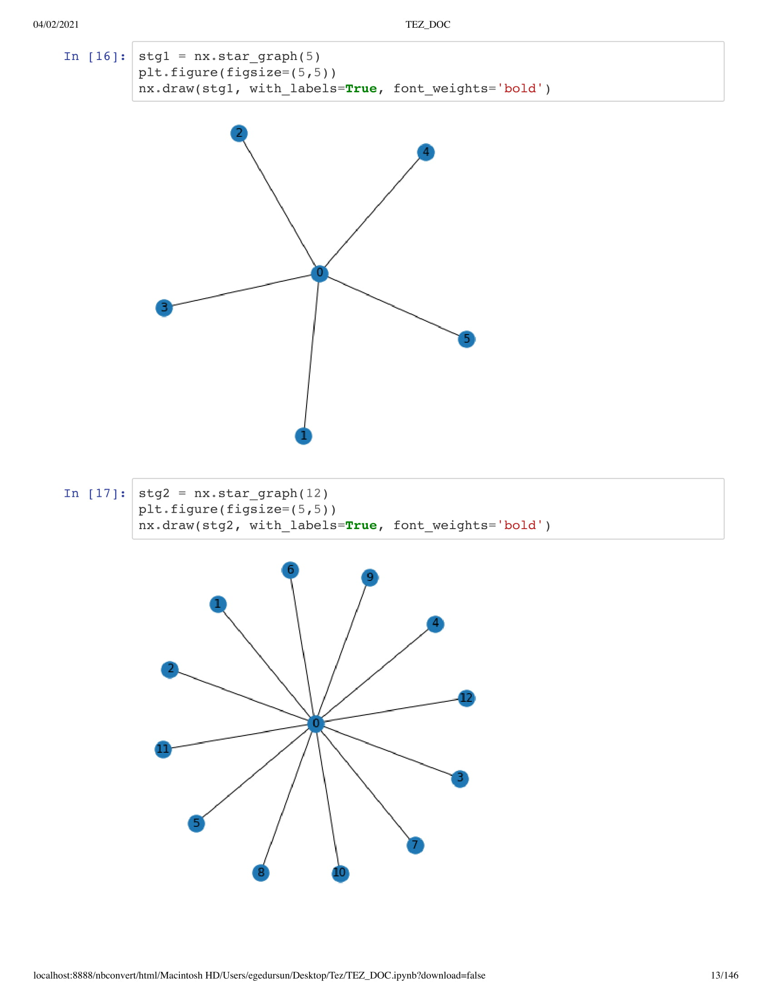 04/02/2021 TEZ_DOC
In [16]: stg1 = nx.star_graph(5)
plt.figure(figsize=(5,5))
nx.draw(stg1, with_labels=True, font_weights='bold')
2
4
0
3
5
1
In [17]: stg2 = nx.star_graph(12)
plt.figure(figsize=(5,5))
nx.draw(stg2, with_labels=True, font_weights='bold')
6
9
1
4
2
12
0
11
3
5
7
8
10
localhost:8888/nbconvert/html/Macintosh HD/Users/egedursun/Desktop/Tez/TEZ_DOC.ipynb?download=false 13/146